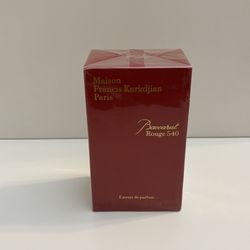 Maison
Francis Kurkdjian
Paris
Baccarat
Rouge 540
Extrait de parfum